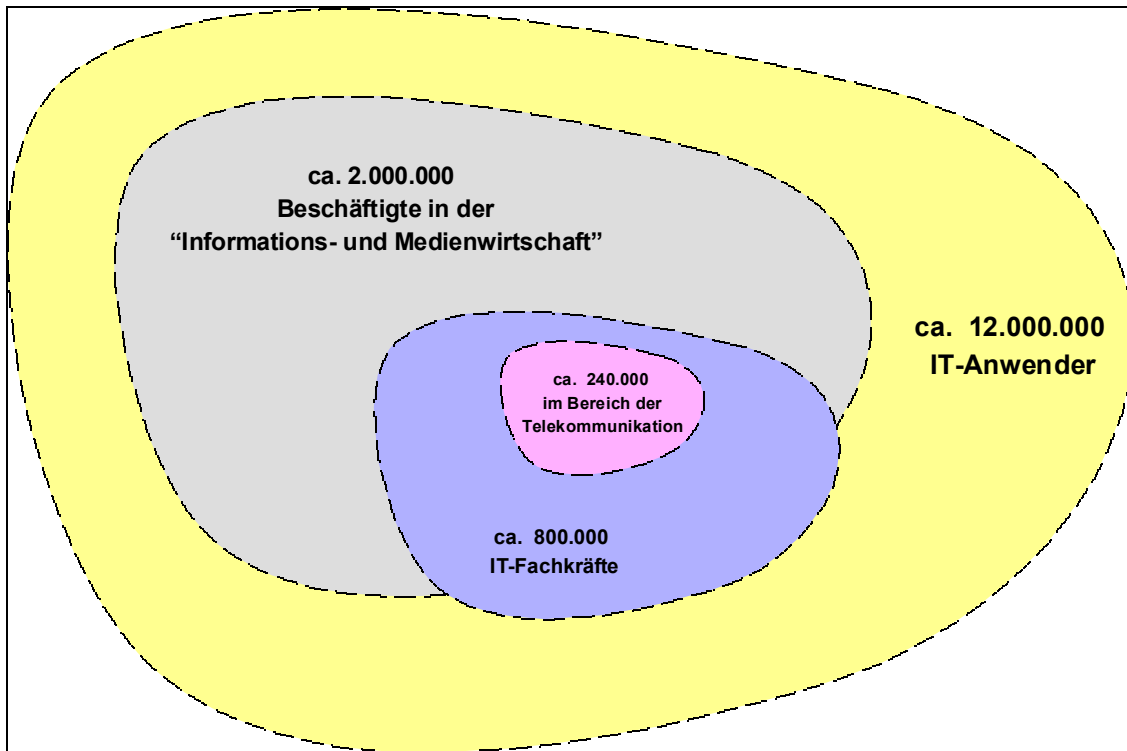 ca. 2.000.000
Beschäftigte in der
“Informations- und Medienwirtschaft”
ca. 12.000.000
IT-Anwender
ca. 240.000
im Bereich der
Telekommunikation
ca. 800.000
IT-Fachkräfte